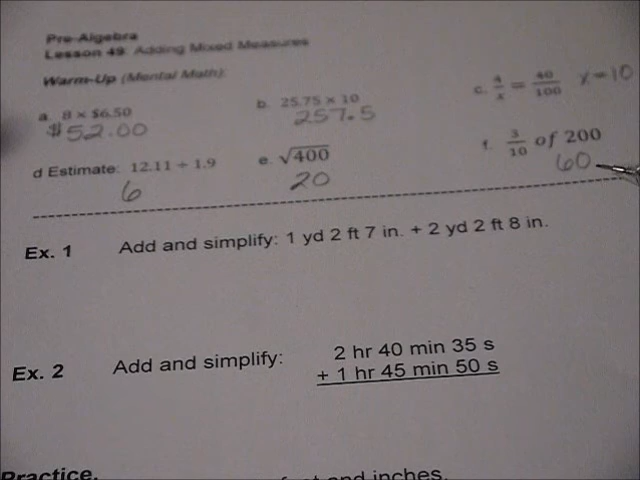 Pre-Algebra
Lesson 49: Adding Mixed Measures
Warm-Up (Mental Math):
a. 8 × $6.50
$52.00
b. 25.75 × 10
257.5
c. 4/x = 40/100 x=10
d Estimate: 12.11 ÷ 1.9
6
e. √400
20
f. 3/10 of 200
60
Ex. 1 Add and simplify: 1 yd 2 ft 7 in. + 2 yd 2 ft 8 in.
Ex. 2 Add and simplify: 2 hr 40 min 35 s
+ 1 hr 45 min 50 s
Practice.
and inches.